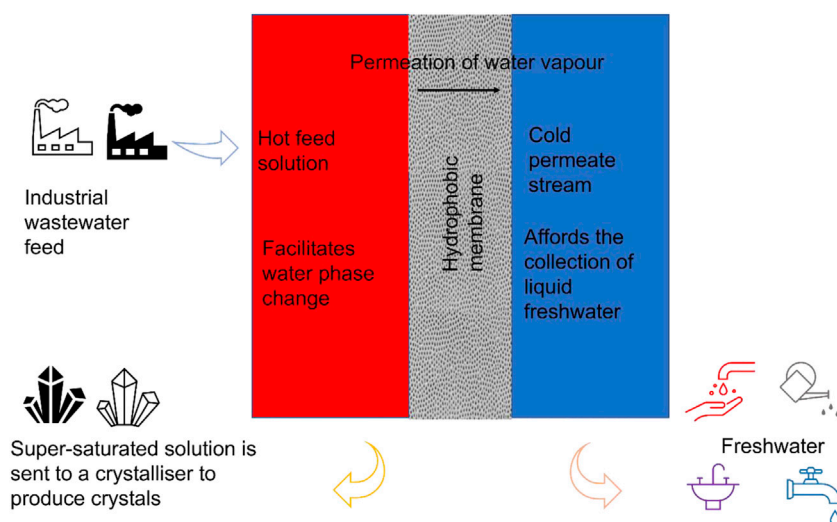 Permeation of water vapour
Industrial
wastewater
feed
Hot feed
solution
Facilitates
water phase
change
Hydrophobic
membrane
Cold
permeate
stream
Affords the
collection of
liquid
freshwater
Super-saturated solution is
sent to a crystalliser to
produce crystals
Freshwater